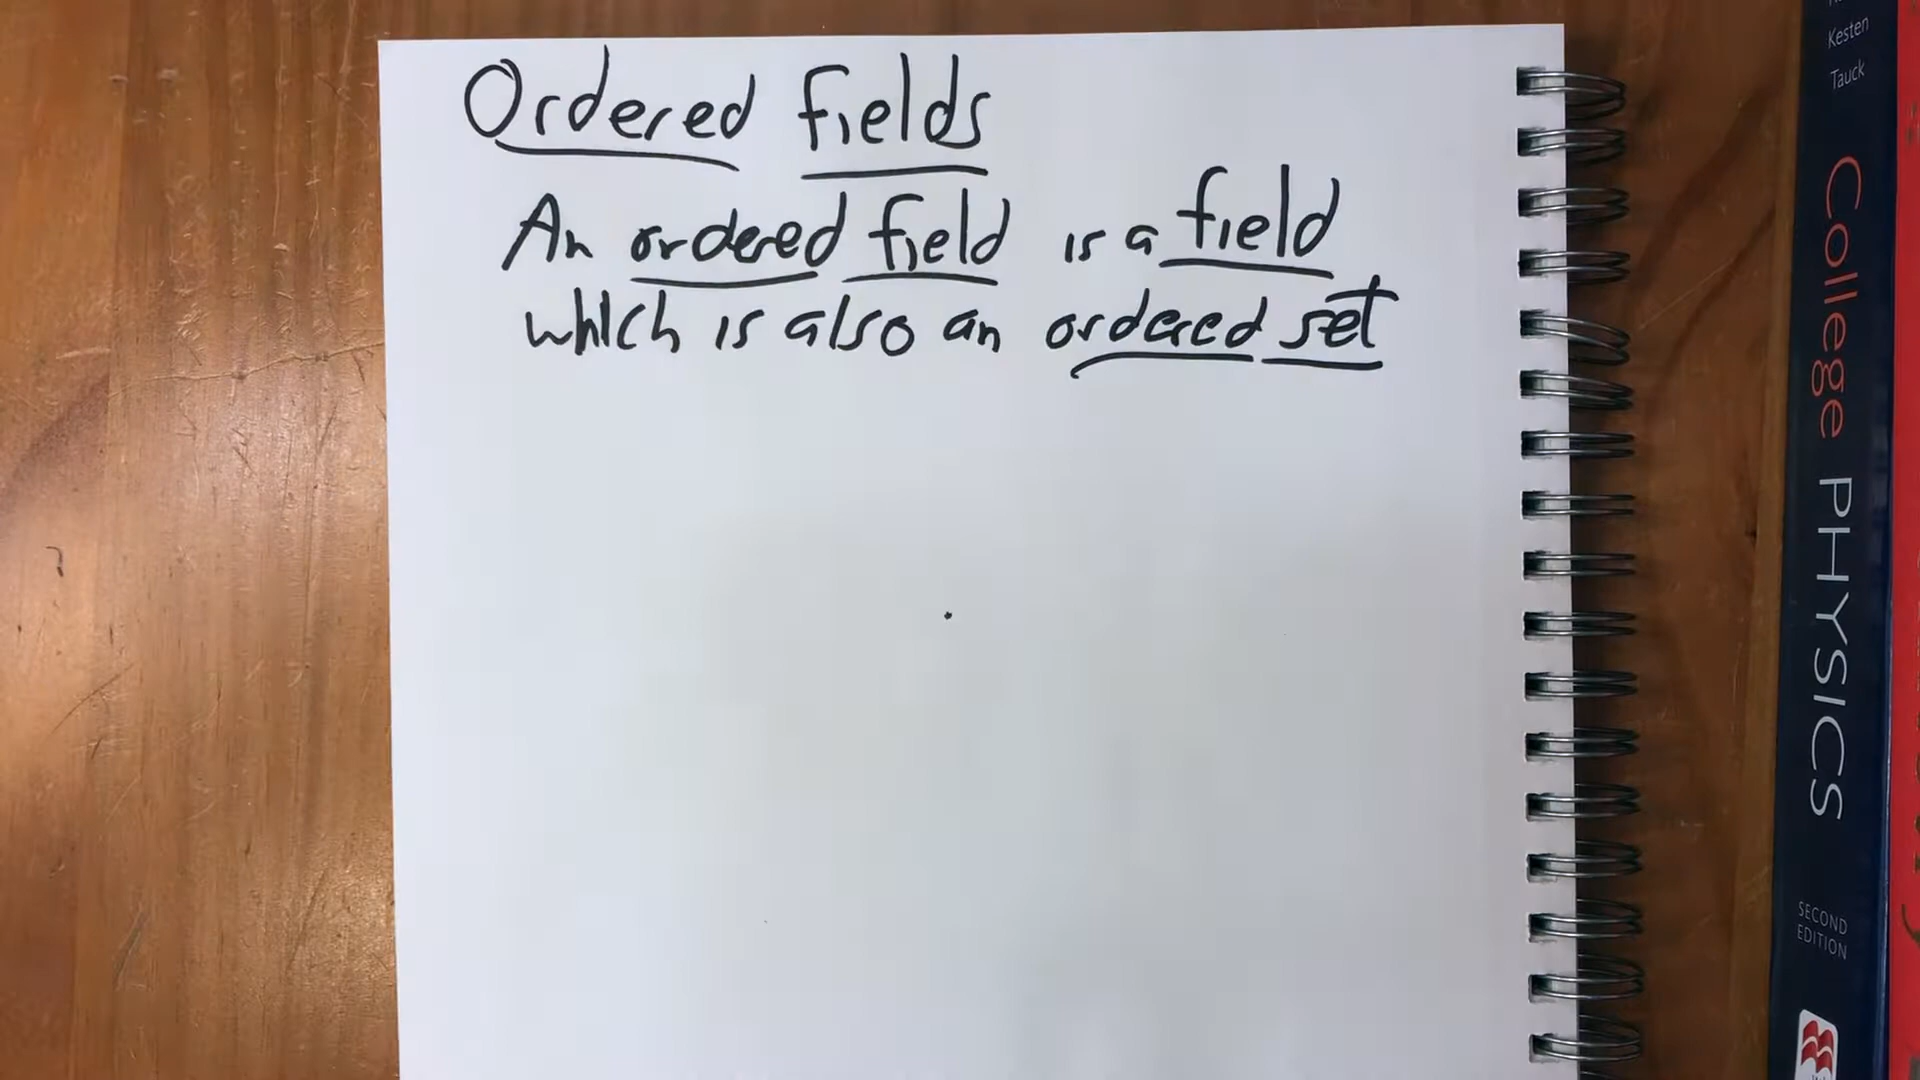 Ordered fields
An ordered field is a field
which is also an ordered set
Kesten
Tauck
College PHYSICS
SECOND
EDITION